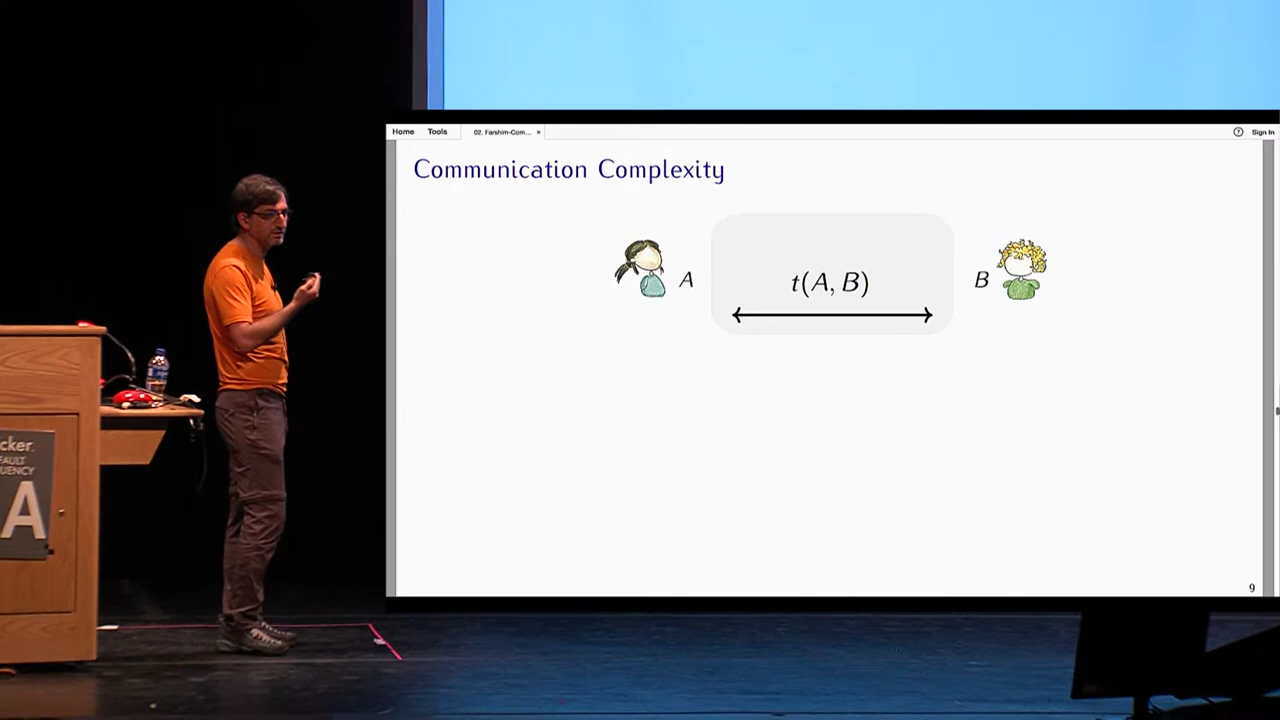 Home Tools 02. Farshim-Com... × ? Sign In
Communication Complexity
A t(A, B) B
9
cker.
FAULT
UENCY
A